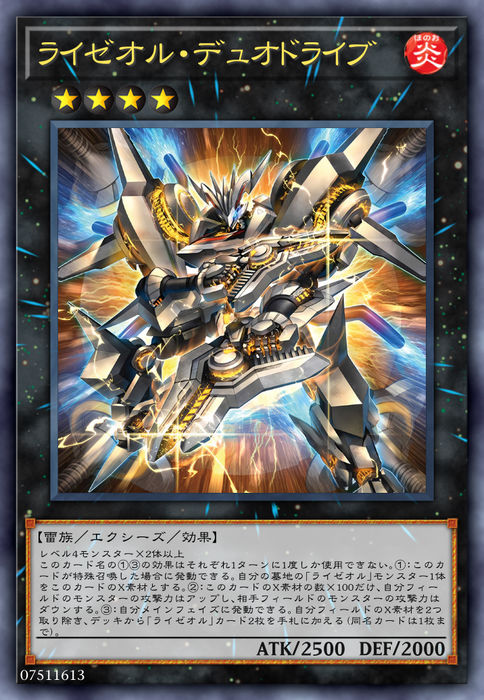 ライゼオル・デュオドライブ
ほのお
炎
【雷族／エクシーズ／効果】
レベル4モンスター×2体以上
このカード名の①③の効果はそれぞれ1ターンに1度しか使用できない。①：このカ
ードが特殊召喚した場合に発動できる。自分の墓地の「ライゼオル」モンスター1体
をこのカードのX素材とする。②：このカードのX素材の数×100だけ、自分フィー
ルドのモンスターの攻撃力はアップし、相手フィールドのモンスターの攻撃力は
ダウンする。③：自分メインフェイズに発動できる。自分フィールドのX素材を2つ
取り除き、デッキから「ライゼオル」カード2枚を手札に加える（同名カードは1枚ま
で）。
ATK/2500 DEF/2000
07511613